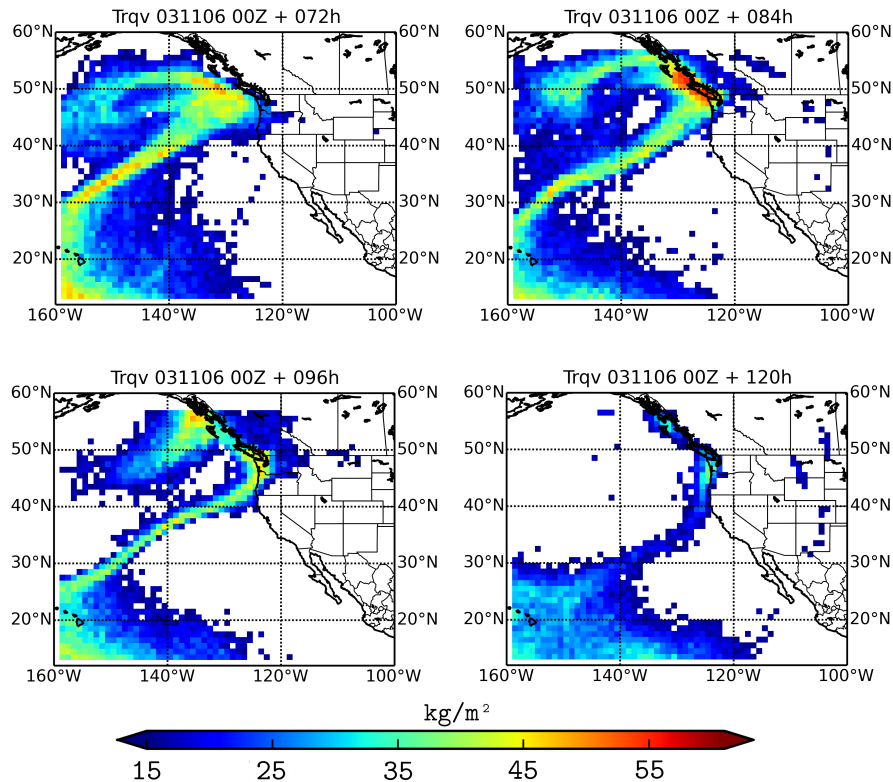 Trqv 031106 00Z + 072h
Trqv 031106 00Z + 084h
60°N 60°N 60°N 60°N
50°N 50°N 50°N 50°N
40°N 40°N 40°N 40°N
30°N 30°N 30°N 30°N
20°N 20°N 20°N 20°N
160°W 140°W 120°W 100°W 160°W 140°W 120°W 100°W
Trqv 031106 00Z + 096h
Trqv 031106 00Z + 120h
60°N 60°N 60°N 60°N
50°N 50°N 50°N 50°N
40°N 40°N 40°N 40°N
30°N 30°N 30°N 30°N
20°N 20°N 20°N 20°N
160°W 140°W 120°W 100°W 160°W 140°W 120°W 100°W
kg/m²
15 25 35 45 55